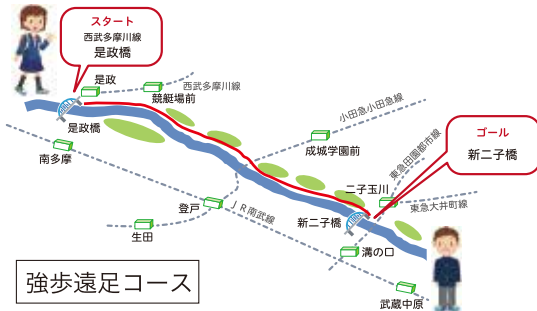 スタート
西武多摩川線
是政橋
是政
競艇場前
西武多摩川線
是政橋
南多摩
小田急小田急線
成城学園前
東急田園都市線
ゴール
新二子橋
二子玉川
東急大井町線
登戸
JR南武線
新二子橋
生田
溝の口
武蔵中原
強歩遠足コース